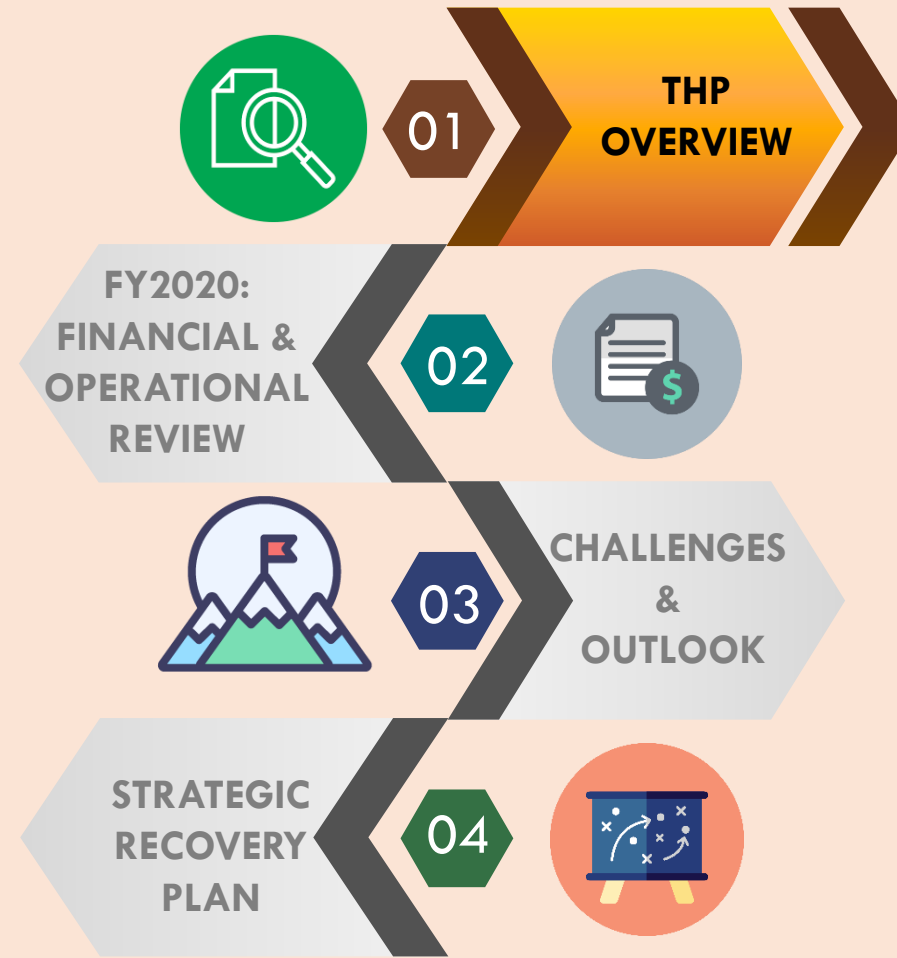 01
THP
OVERVIEW
FY2020:
FINANCIAL &
OPERATIONAL
REVIEW
02
$
03
CHALLENGES
&
OUTLOOK
STRATEGIC
RECOVERY
PLAN
04